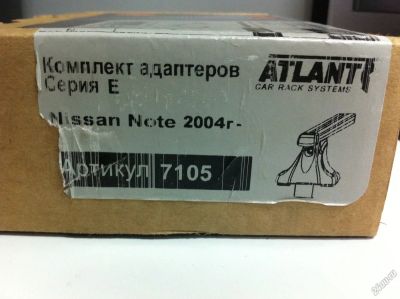 Комплект адаптеров
Серия Е
Nissan Note 2004г-
Артикул 7105
ATLANT
CAR RACK SYSTEMS